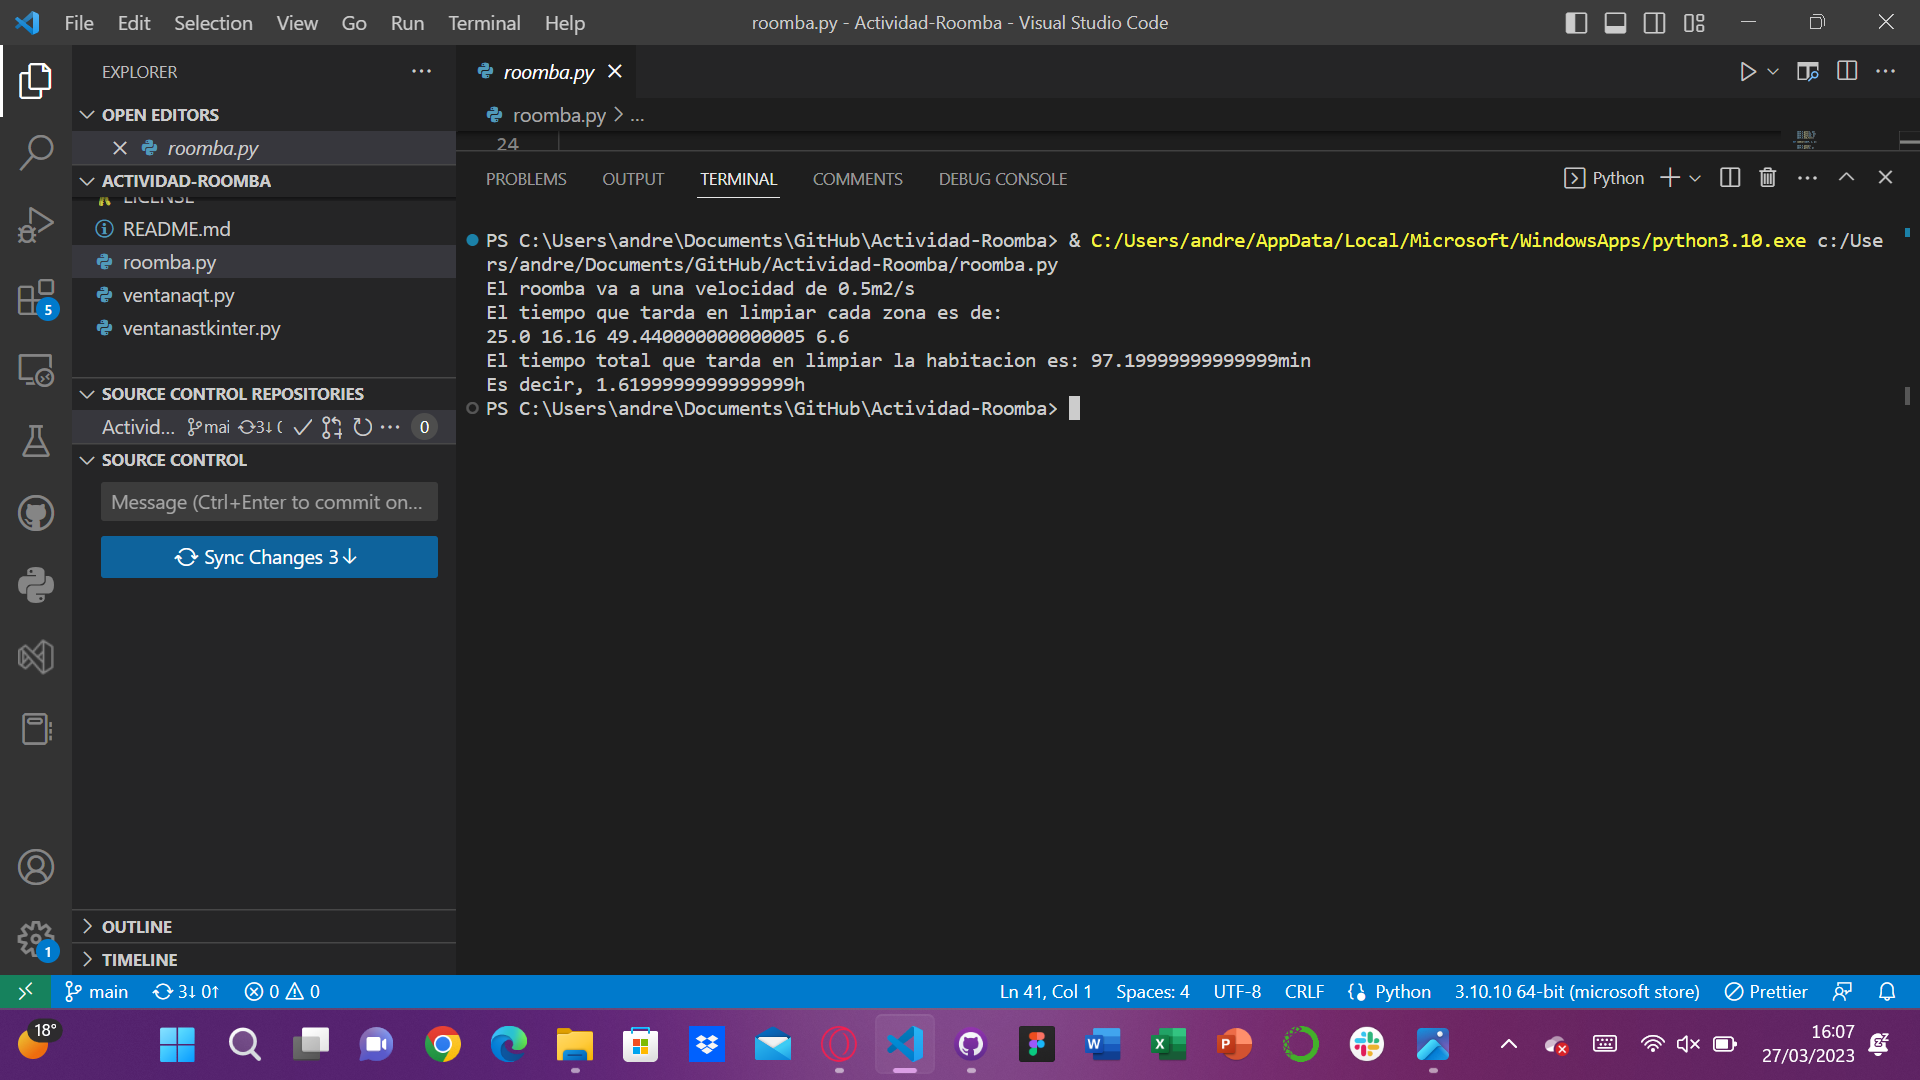 File Edit Selection View Go Run Terminal Help
roomba.py - Actividad-Roomba - Visual Studio Code
EXPLORER
OPEN EDITORS
roomba.py
ACTIVIDAD-ROOMBA
LICENSE
README.md
roomba.py
ventanaqt.py
ventanastkinter.py
SOURCE CONTROL REPOSITORIES
Activid... mai 3↓ 0
SOURCE CONTROL
Message (Ctrl+Enter to commit on...
Sync Changes 3↓
OUTLINE
TIMELINE
5
1
roomba.py
roomba.py > ...
24
PROBLEMS OUTPUT TERMINAL COMMENTS DEBUG CONSOLE
Python
PS C:\Users\andre\Documents\GitHub\Actividad-Roomba> & C:/Users/andre/AppData/Local/Microsoft/WindowsApps/python3.10.exe c:/Use
rs/andre/Documents/GitHub/Actividad-Roomba/roomba.py
El roomba va a una velocidad de 0.5m2/s
El tiempo que tarda en limpiar cada zona es de:
25.0 16.16 49.440000000000005 6.6
El tiempo total que tarda en limpiar la habitacion es: 97.19999999999999min
Es decir, 1.6199999999999999h
PS C:\Users\andre\Documents\GitHub\Actividad-Roomba>
main 3↓ 0↑ 0 0
Ln 41, Col 1 Spaces: 4 UTF-8 CRLF Python 3.10.10 64-bit (microsoft store) Prettier
18°
16:07
27/03/2023